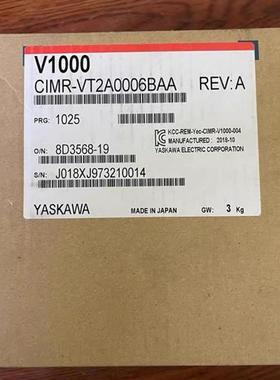 V1000
CIMR-VT2A0006BAA REV: A
PRG: 1025
KCC-REM-Yec-CIMR-V1000-004
MANUFACTURED : 2018-10
YASKAWA ELECTRIC CORPORATION
O/N: 8D3568-19
S/N: J018XJ973210014
YASKAWA MADE IN JAPAN GW: 3 Kg